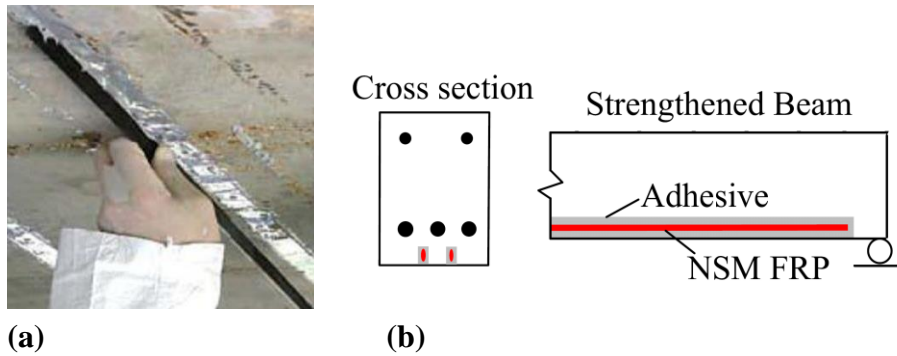 Cross section
Strengthened Beam
Adhesive
NSM FRP
(a)
(b)